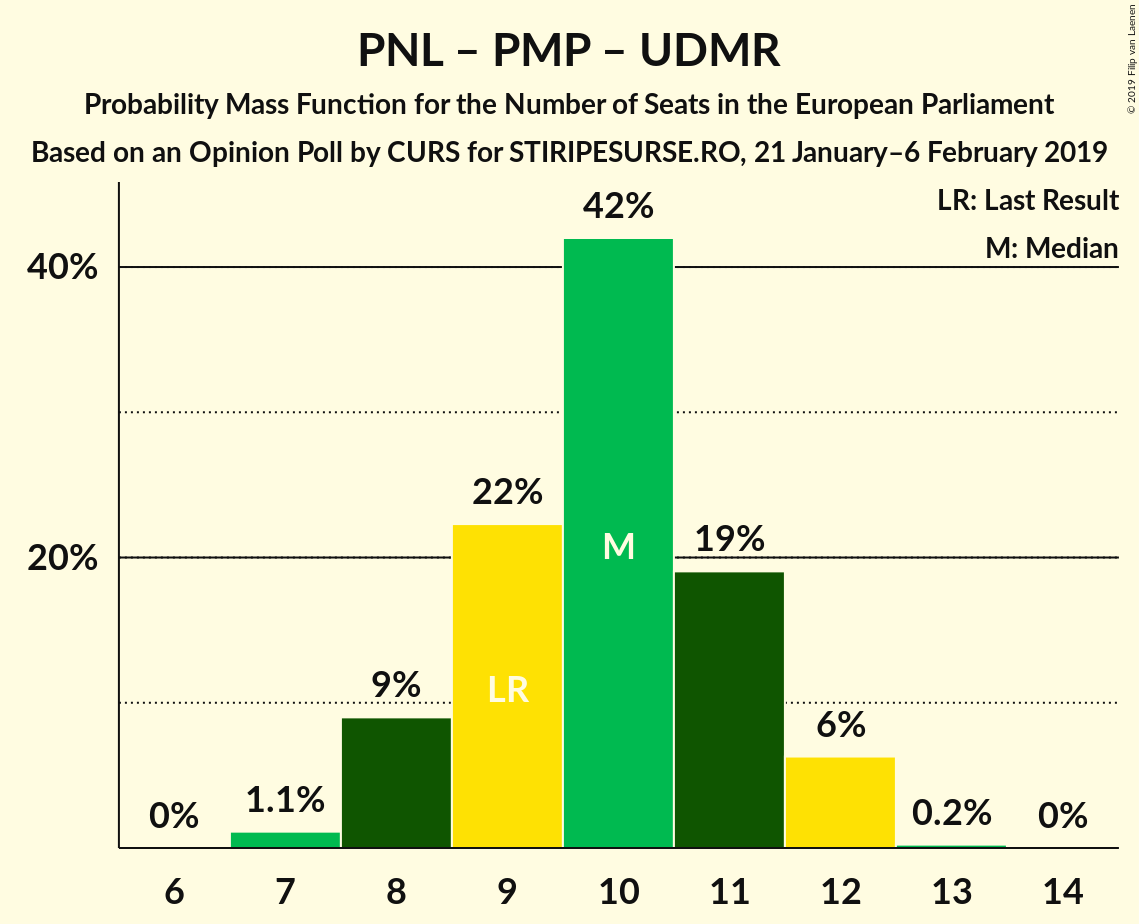 PNL – PMP – UDMR
Probability Mass Function for the Number of Seats in the European Parliament
Based on an Opinion Poll by CURS for STIRIPESURSE.RO, 21 January–6 February 2019
© 2019 Filip van Laenen
LR: Last Result
M: Median
40%
20%
0%
1.1%
9%
22%
42%
19%
6%
0.2%
0%
LR
M
6 7 8 9 10 11 12 13 14